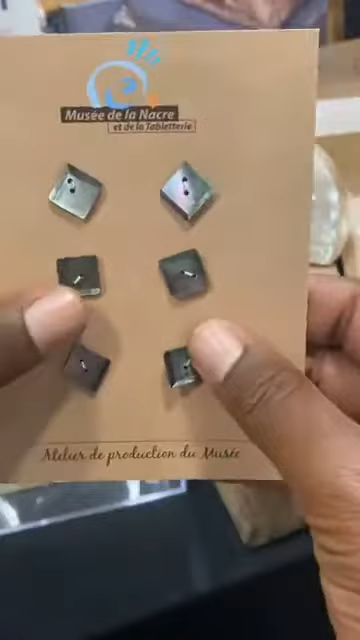 Musée de la Nacre
et de la Tabletterie
Atelier de production du Musée